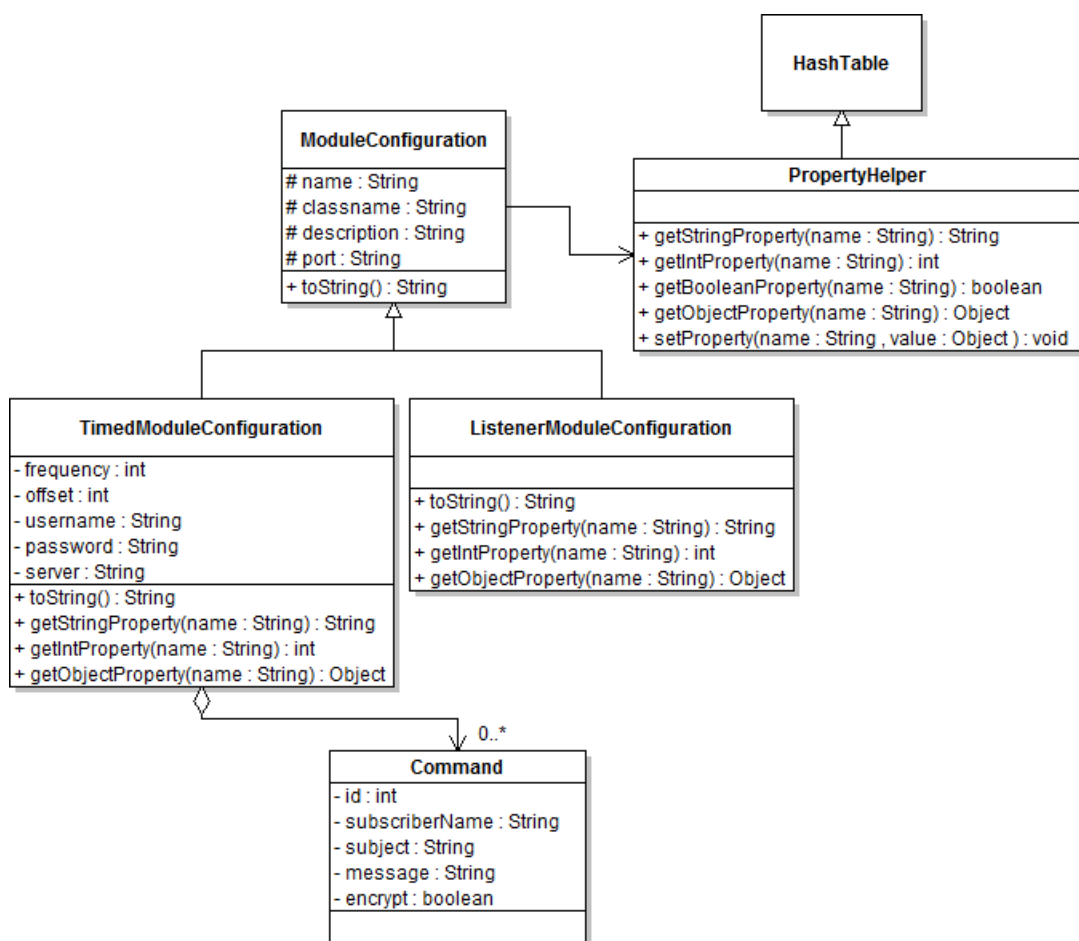 HashTable
ModuleConfiguration
# name : String
# classname : String
# description : String
# port : String
+ toString() : String
PropertyHelper
+ getStringProperty(name : String) : String
+ getIntProperty(name : String) : int
+ getBooleanProperty(name : String) : boolean
+ getObjectProperty(name : String) : Object
+ setProperty(name : String , value : Object ) : void
TimedModuleConfiguration
- frequency : int
- offset : int
- username : String
- password : String
- server : String
+ toString() : String
+ getStringProperty(name : String) : String
+ getIntProperty(name : String) : int
+ getObjectProperty(name : String) : Object
ListenerModuleConfiguration
+ toString() : String
+ getStringProperty(name : String) : String
+ getIntProperty(name : String) : int
+ getObjectProperty(name : String) : Object
0..*
Command
- id : int
- subscriberName : String
- subject : String
- message : String
- encrypt : boolean